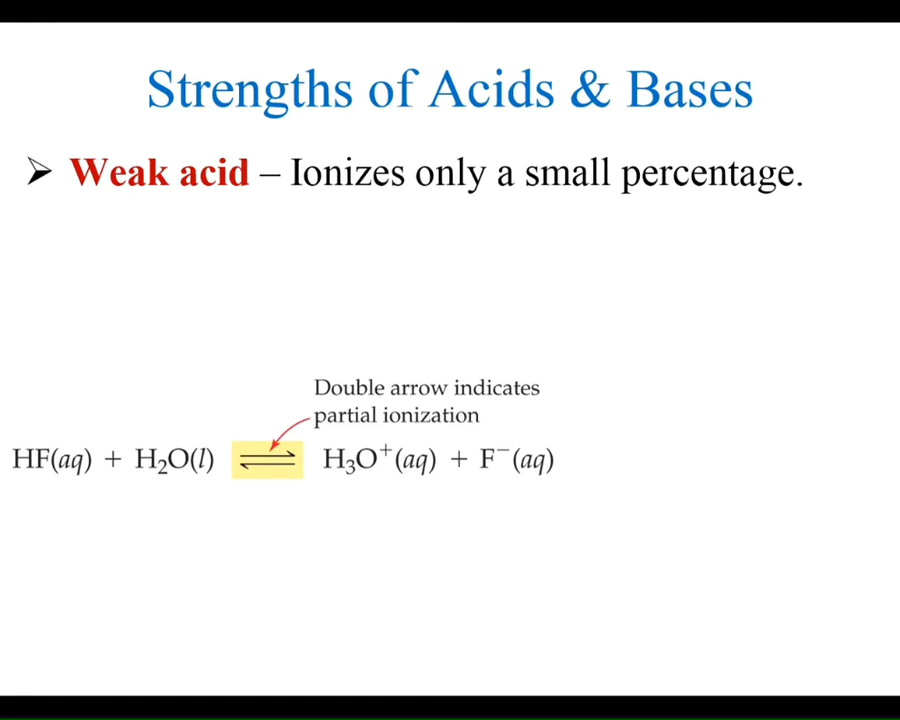 Strengths of Acids & Bases
➢ Weak acid – Ionizes only a small percentage.
Double arrow indicates
partial ionization
HF(aq) + H₂O(l) ⇌ H₃O⁺(aq) + F⁻(aq)